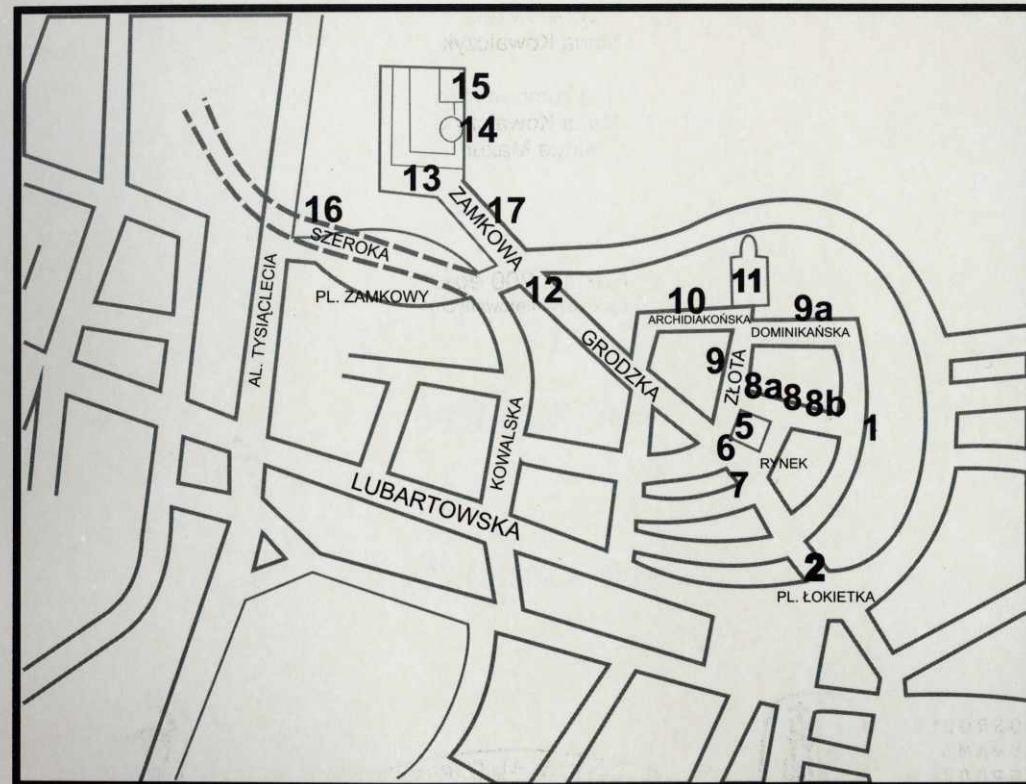 15
14
13
ZAMKOWA
17
16
SZEROKA
PL. ZAMKOWY
12
AL. TYSIĄCLECIA
11
10
ARCHIDIAKOŃSKA
9a
DOMINIKAŃSKA
GRODZKA
9
ZŁOTA
8a
8
8b
1
5
6
RYNEK
7
KOWALSKA
LUBARTOWSKA
2
PL. ŁOKIETKA